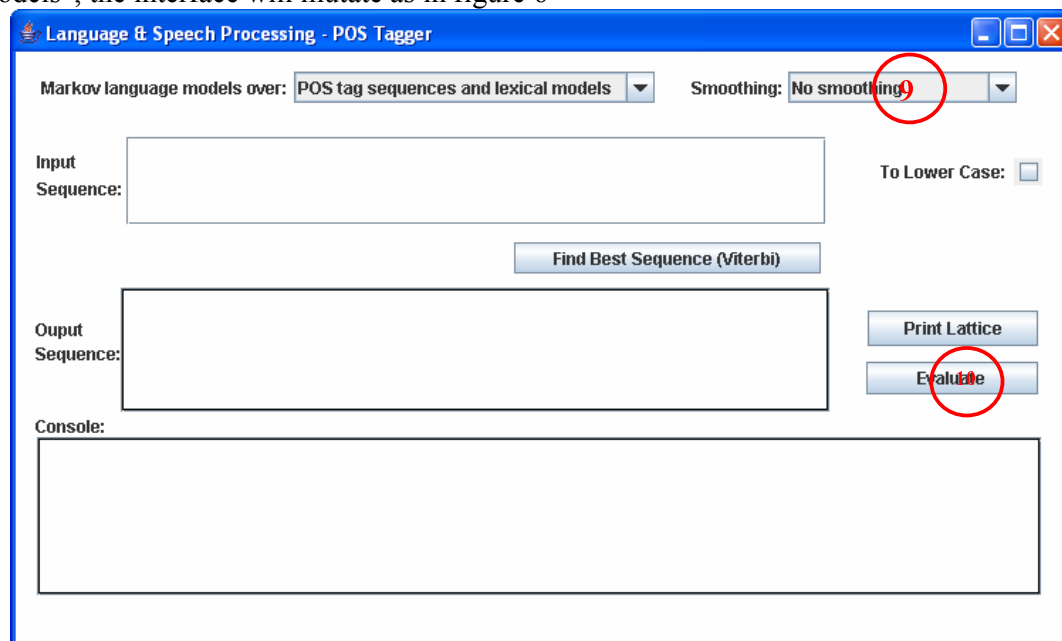 odels", the interface will mutate as in figure 6
Language & Speech Processing - POS Tagger
Markov language models over: POS tag sequences and lexical models Smoothing: No smoothing 9
Input
Sequence:
To Lower Case:
Find Best Sequence (Viterbi)
Ouput
Sequence:
Print Lattice
Evaluate 10
Console: